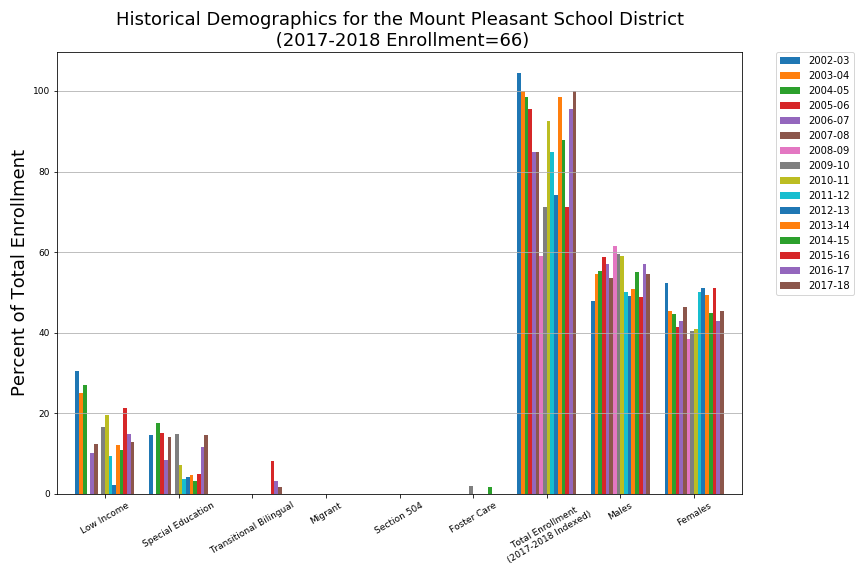 Historical Demographics for the Mount Pleasant School District
(2017-2018 Enrollment=66)
Percent of Total Enrollment
100
80
60
40
20
0
Low Income
Special Education
Transitional Bilingual
Migrant
Section 504
Foster Care
Total Enrollment
(2017-2018 Indexed)
Males
Females
2002-03
2003-04
2004-05
2005-06
2006-07
2007-08
2008-09
2009-10
2010-11
2011-12
2012-13
2013-14
2014-15
2015-16
2016-17
2017-18